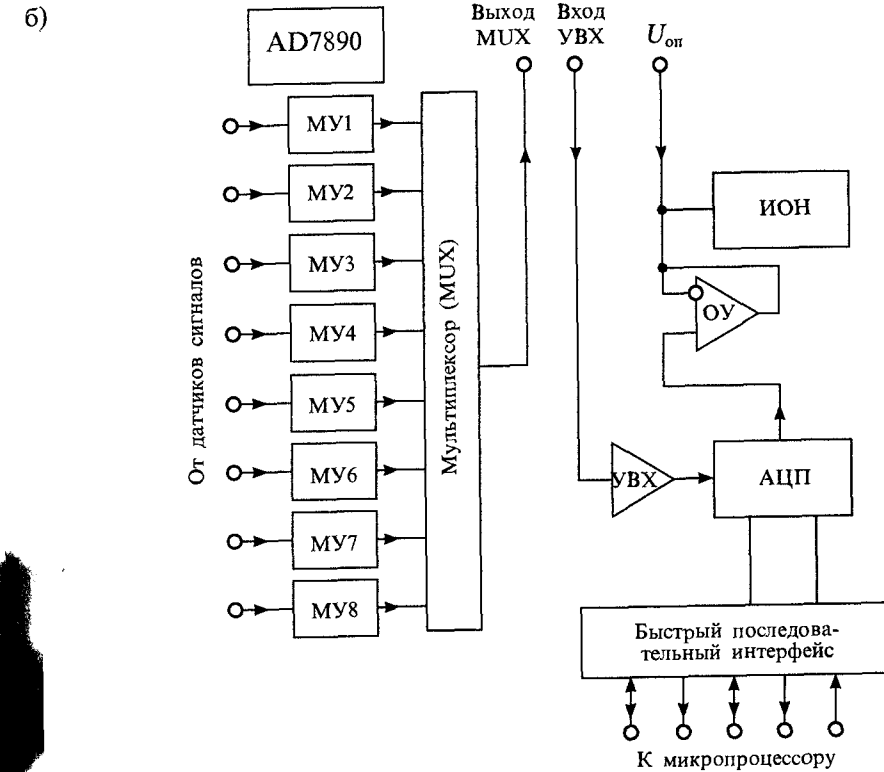 б)
AD7890
Выход
MUX
Вход
УВХ
Uоп
МУ1
МУ2
МУ3
МУ4
МУ5
МУ6
МУ7
МУ8
От датчиков сигналов
Мультиплексор (MUX)
ИОН
ОУ
УВХ
АЦП
Быстрый последова-
тельный интерфейс
К микропроцессору